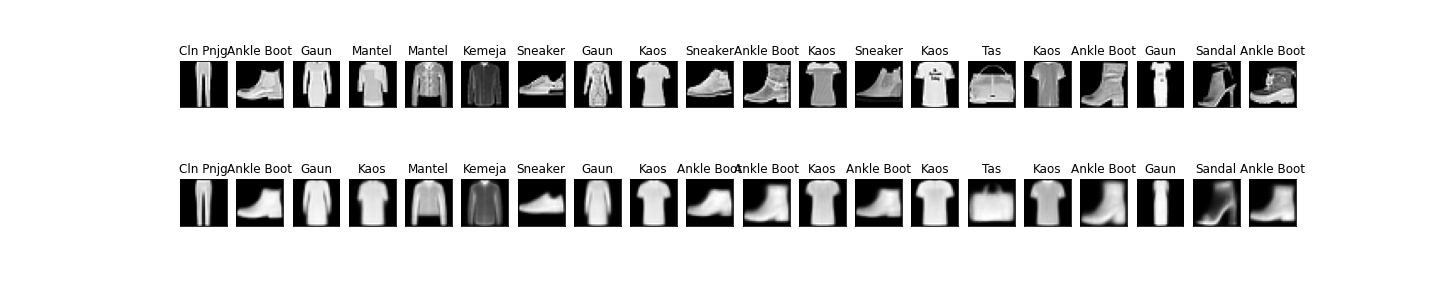 Cln Pnjg Ankle Boot Gaun Mantel Mantel Kemeja Sneaker Gaun Kaos Sneaker Ankle Boot Kaos Sneaker Kaos Tas Kaos Ankle Boot Gaun Sandal Ankle Boot
Cln Pnjg Ankle Boot Gaun Kaos Mantel Kemeja Sneaker Gaun Kaos Ankle Boot Ankle Boot Kaos Ankle Boot Kaos Tas Kaos Ankle Boot Gaun Sandal Ankle Boot